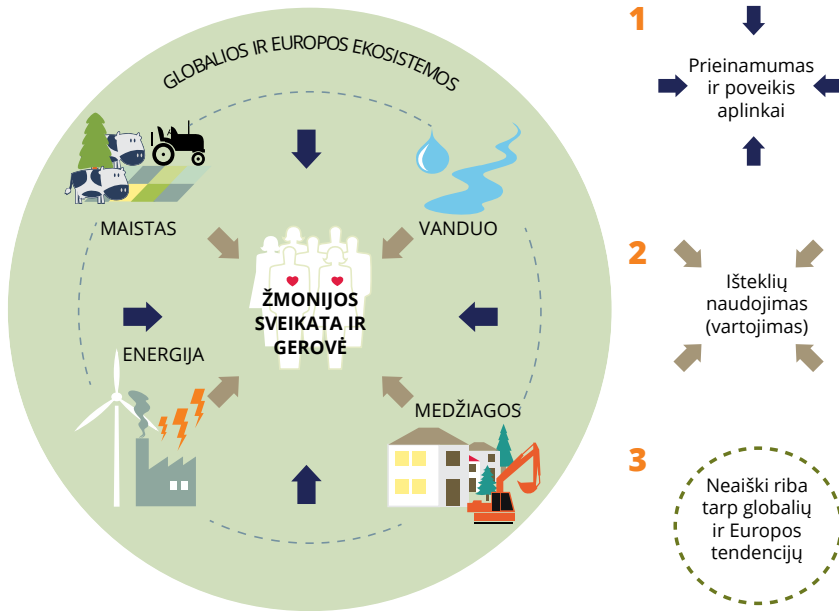 GLOBALIOS IR EUROPOS EKOSISTEMOS
MAISTAS
VANDUO
ŽMONIJOS
SVEIKATA IR
GEROVĖ
ENERGIJA
MEDŽIAGOS
1
Prieinamumas
ir poveikis
aplinkai
2
Išteklių
naudojimas
(vartojimas)
3
Neaiški riba
tarp globalių
ir Europos
tendencijų